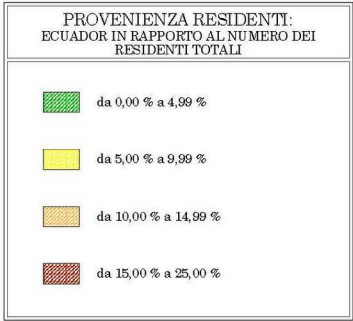 PROVENIENZA RESIDENTI:
ECUADOR IN RAPPORTO AL NUMERO DEI
RESIDENTI TOTALI
da 0,00 % a 4,99 %
da 5,00 % a 9,99 %
da 10,00 % a 14,99 %
da 15,00 % a 25,00 %